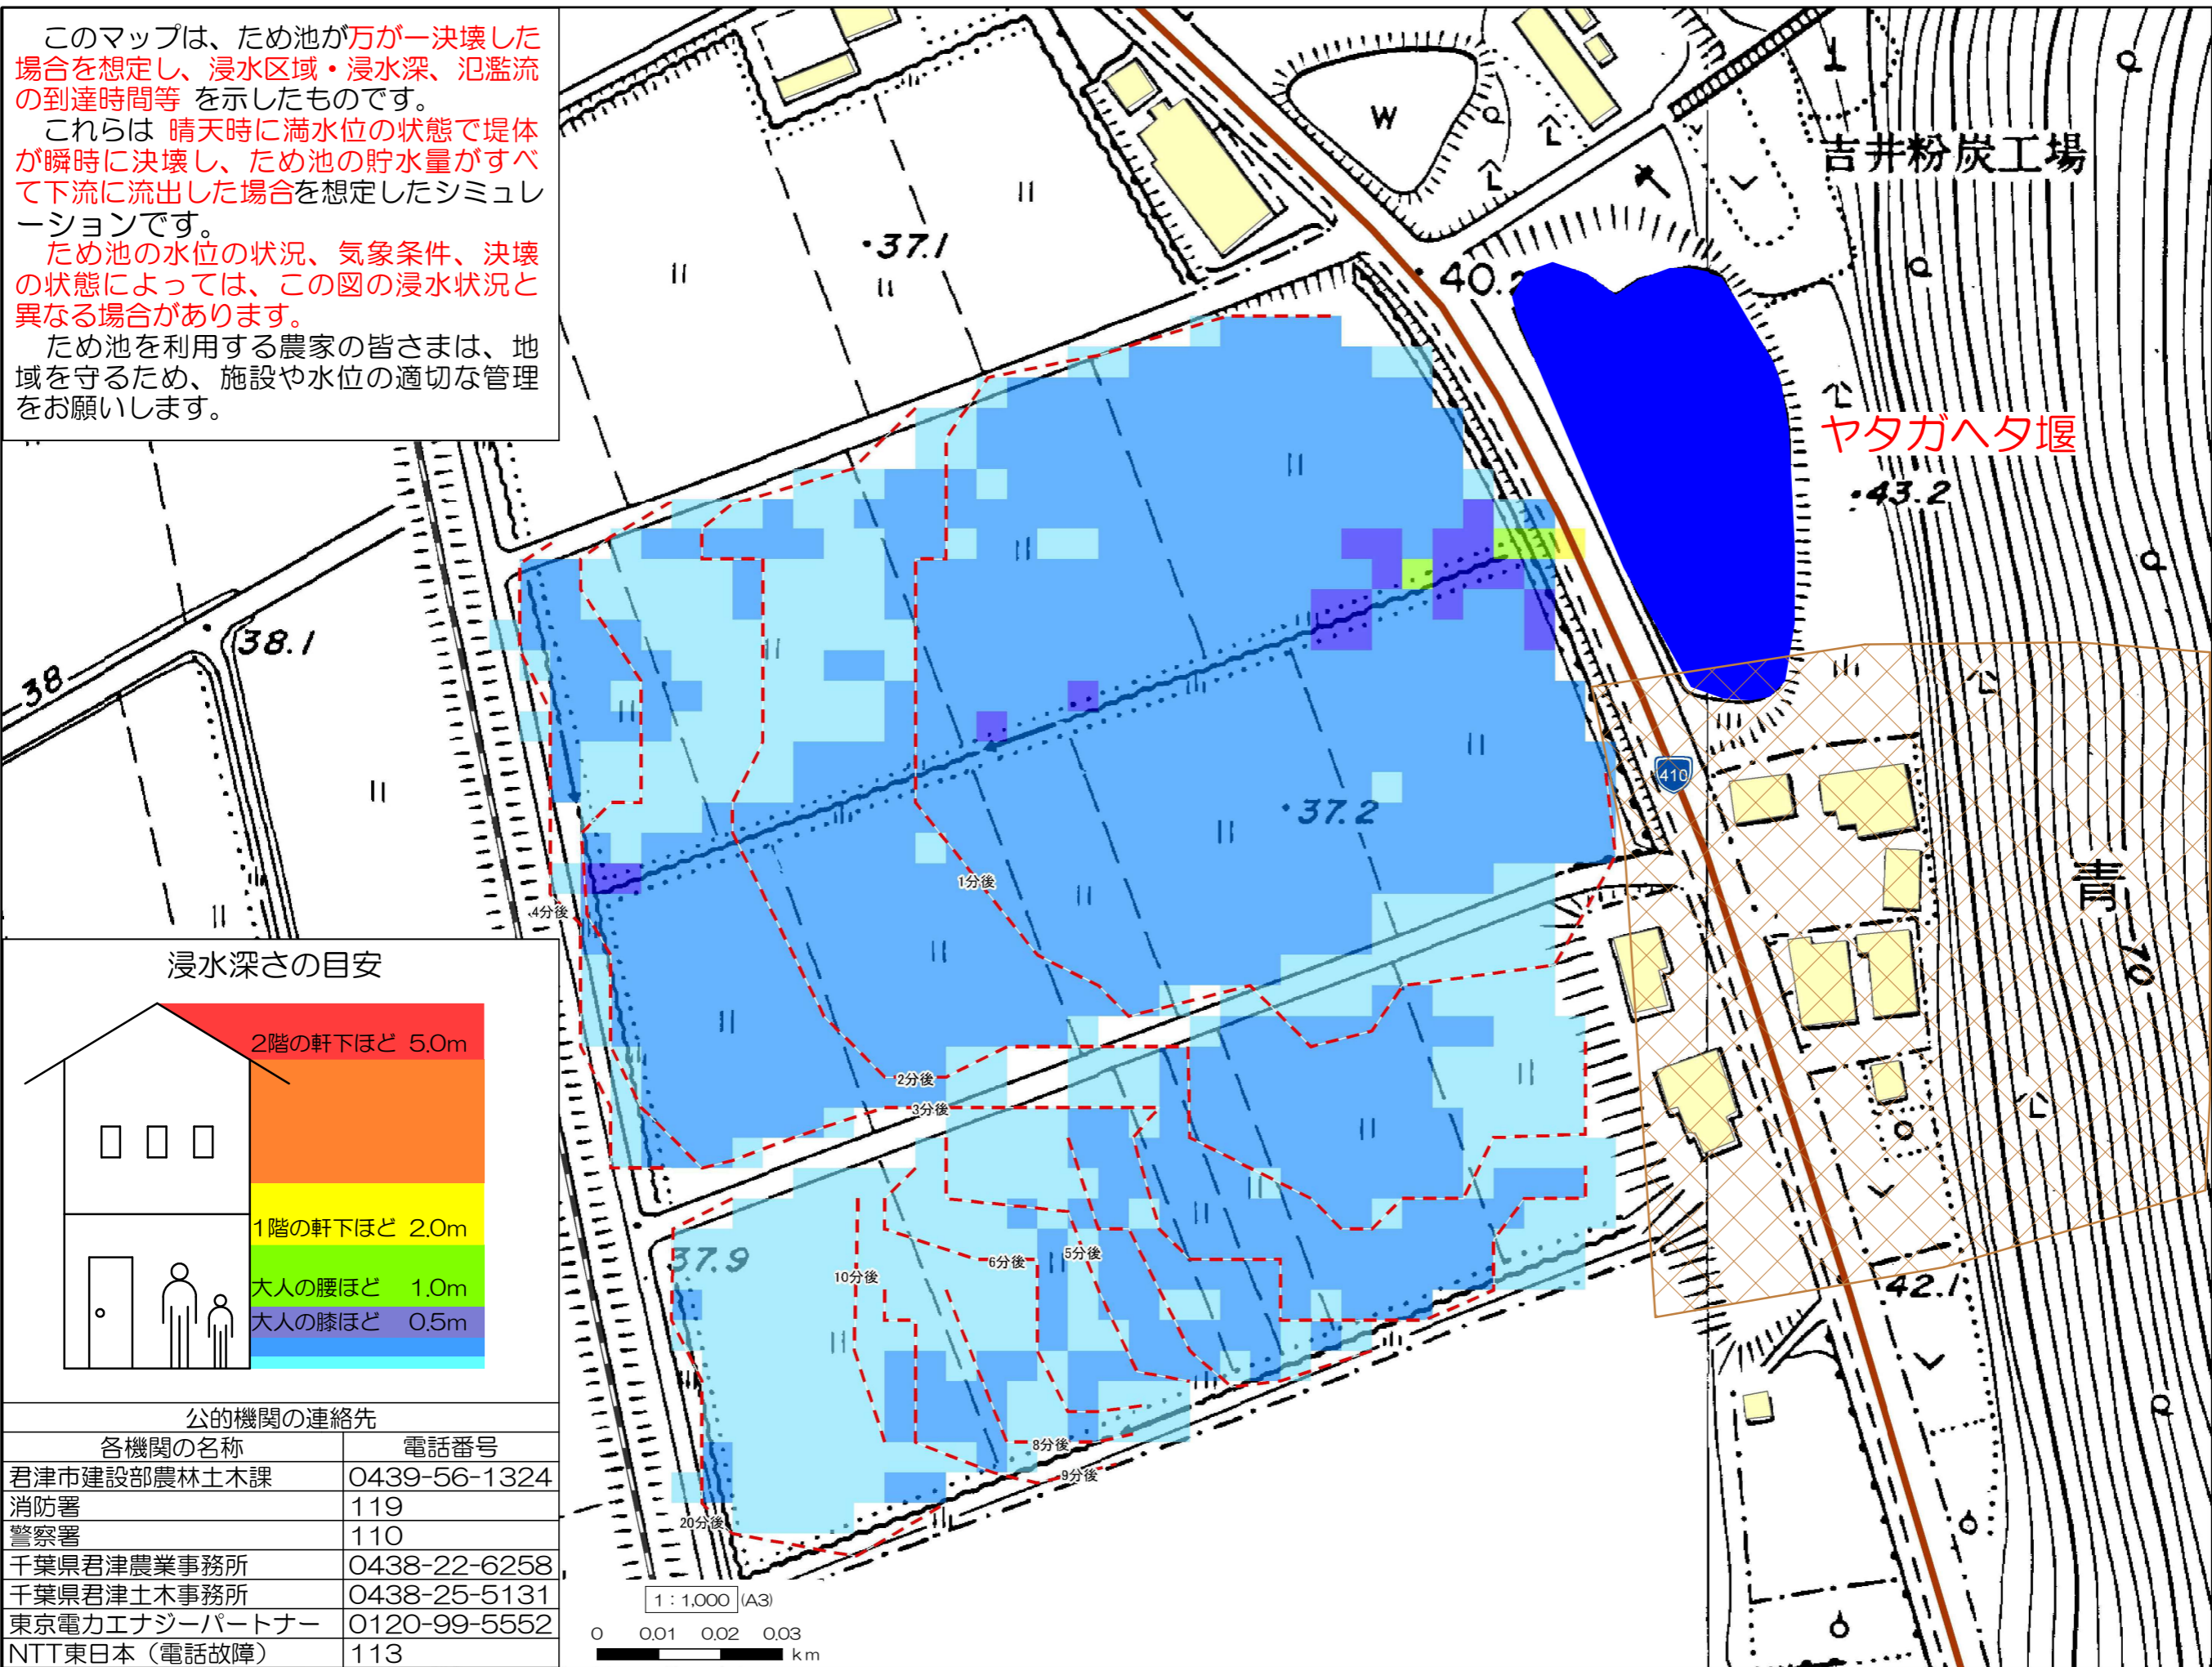 このマップは、ため池が万が一決壊した
場合を想定し、浸水区域・浸水深、氾濫流
の到達時間等 を示したものです。
これらは 晴天時に満水位の状態で堤体
が瞬時に決壊し、ため池の貯水量がすべ
て下流に流出した場合を想定したシミュレ
ーションです。
ため池の水位の状況、気象条件、決壊
の状態によっては、この図の浸水状況と
異なる場合があります。
ため池を利用する農家の皆さまは、地
域を守るため、施設や水位の適切な管理
をお願いします。
W
吉井粉炭工場
・37.1
・40.
ヤタガヘタ堰
・43.2
38.1
38
410
・37.2
青
70
1分後
4分後
2分後
3分後
37.9
10分後
6分後
5分後
42.1
8分後
9分後
20分後
浸水深さの目安
2階の軒下ほど 5.0m
1階の軒下ほど 2.0m
大人の腰ほど 1.0m
大人の膝ほど 0.5m
公的機関の連絡先
各機関の名称 電話番号
君津市建設部農林土木課 0439-56-1324
消防署 119
警察署 110
千葉県君津農業事務所 0438-22-6258
千葉県君津土木事務所 0438-25-5131
東京電力エナジーパートナー 0120-99-5552
NTT東日本（電話故障） 113
1：1,000 (A3)
0 0.01 0.02 0.03
km